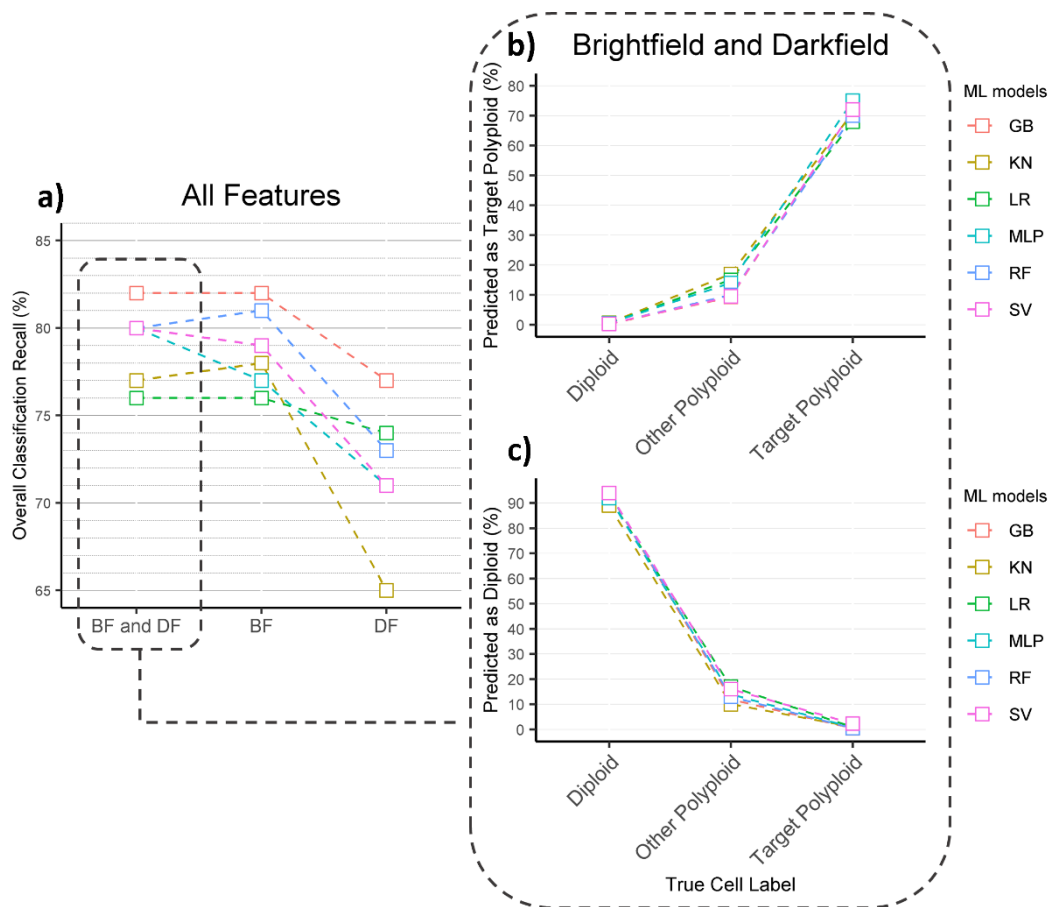 a)
All Features
Overall Classification Recall (%)
85
80
75
70
65
BF and DF
BF
DF
b)
Brightfield and Darkfield
Predicted as Target Polyploid (%)
80
70
60
50
40
30
20
10
0
Diploid
Other Polyploid
Target Polyploid
ML models
GB
KN
LR
MLP
RF
SV
c)
Predicted as Diploid (%)
90
80
70
60
50
40
30
20
10
0
Diploid
Other Polyploid
Target Polyploid
True Cell Label
ML models
GB
KN
LR
MLP
RF
SV